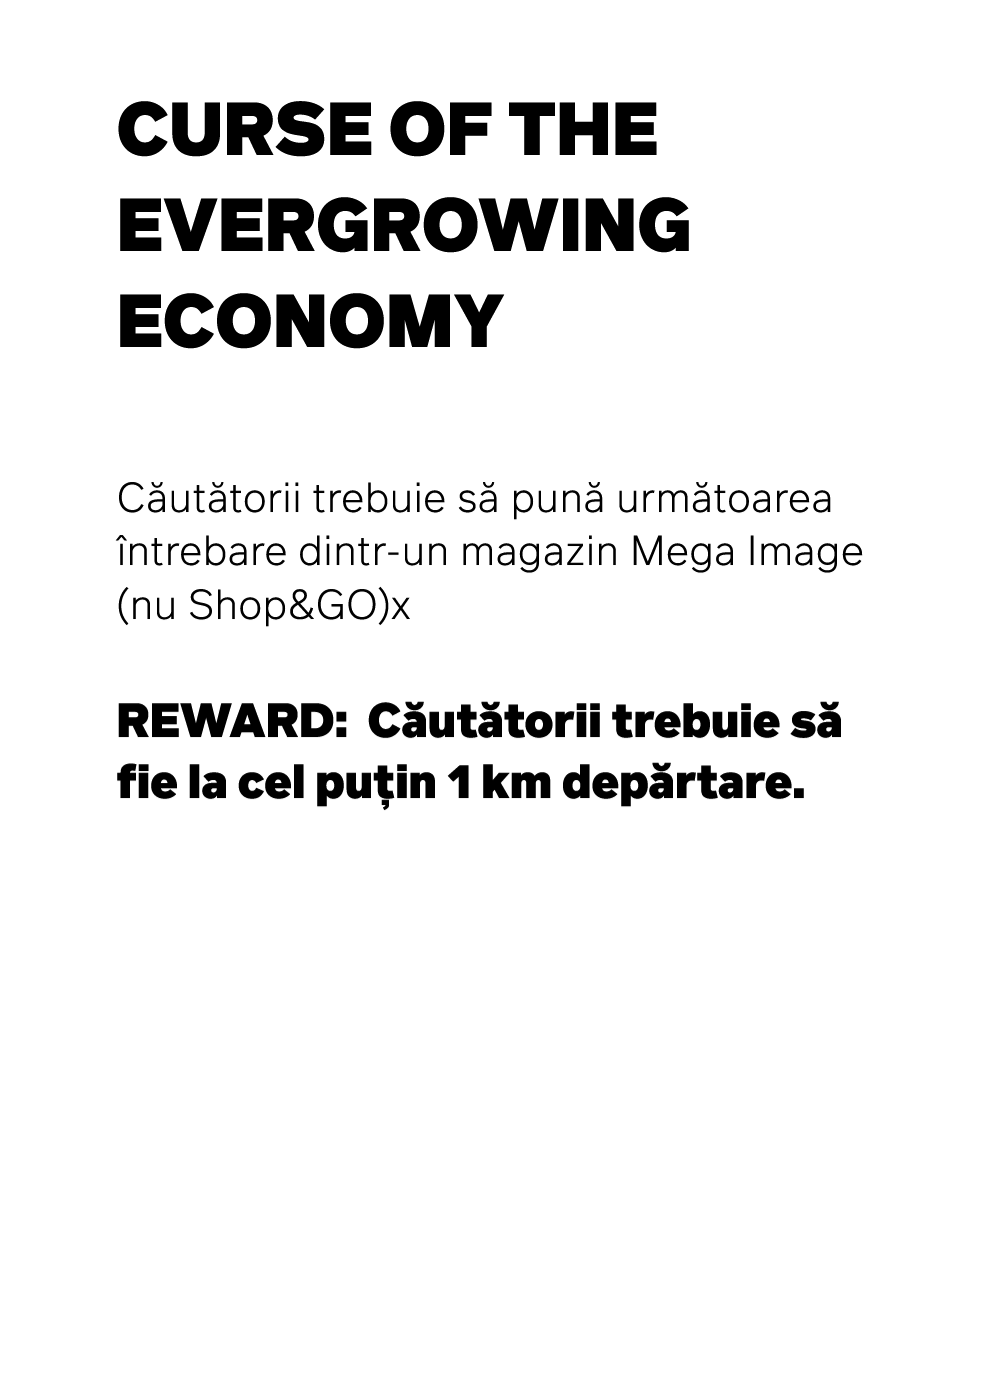 CURSE OF THE
EVERGROWING
ECONOMY
Căutătorii trebuie să pună următoarea
întrebare dintr-un magazin Mega Image
(nu Shop&GO)x
REWARD:  Căutătorii trebuie să
fie la cel puțin 1 km depărtare.